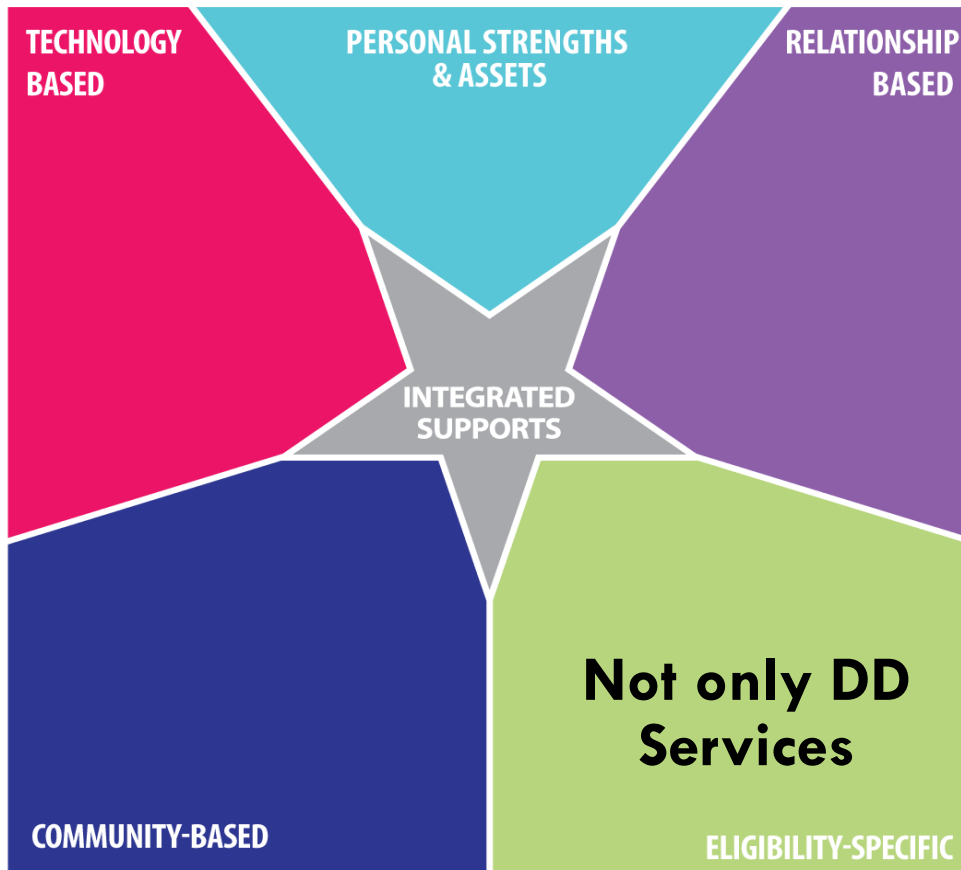 TECHNOLOGY
BASED
PERSONAL STRENGTHS
& ASSETS
RELATIONSHIP
BASED
INTEGRATED
SUPPORTS
Not only DD
Services
COMMUNITY-BASED
ELIGIBILITY-SPECIFIC